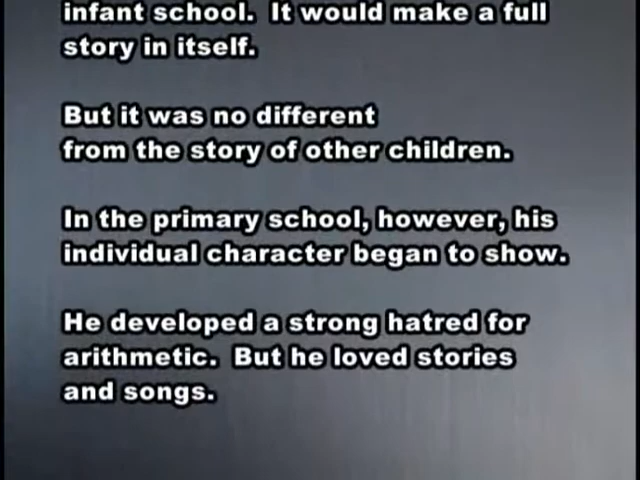 infant school.  It would make a full
story in itself.
But it was no different
from the story of other children.
In the primary school, however, his
individual character began to show.
He developed a strong hatred for
arithmetic.  But he loved stories
and songs.